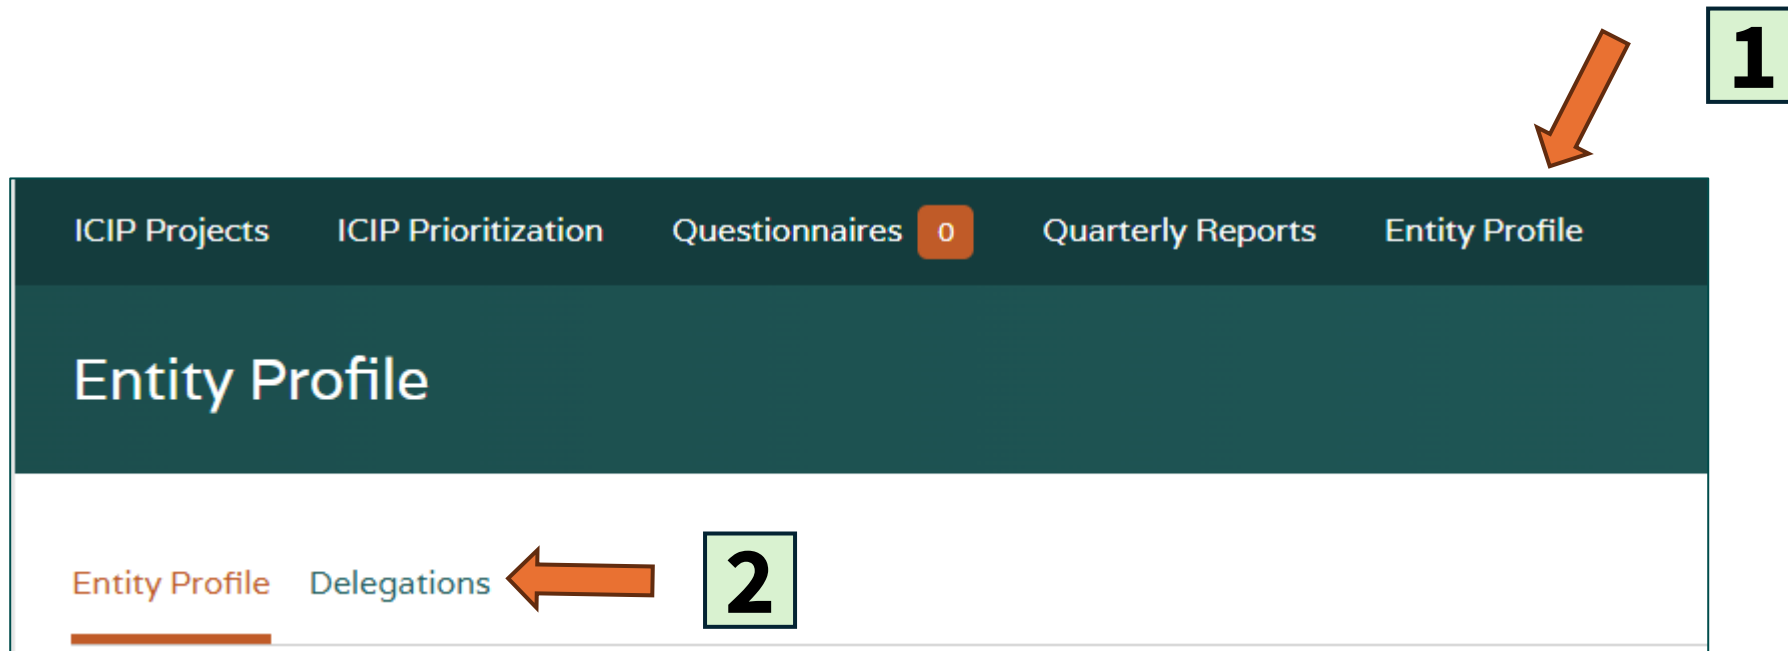 1
ICIP Projects ICIP Prioritization Questionnaires 0 Quarterly Reports Entity Profile
Entity Profile
Entity Profile Delegations 2